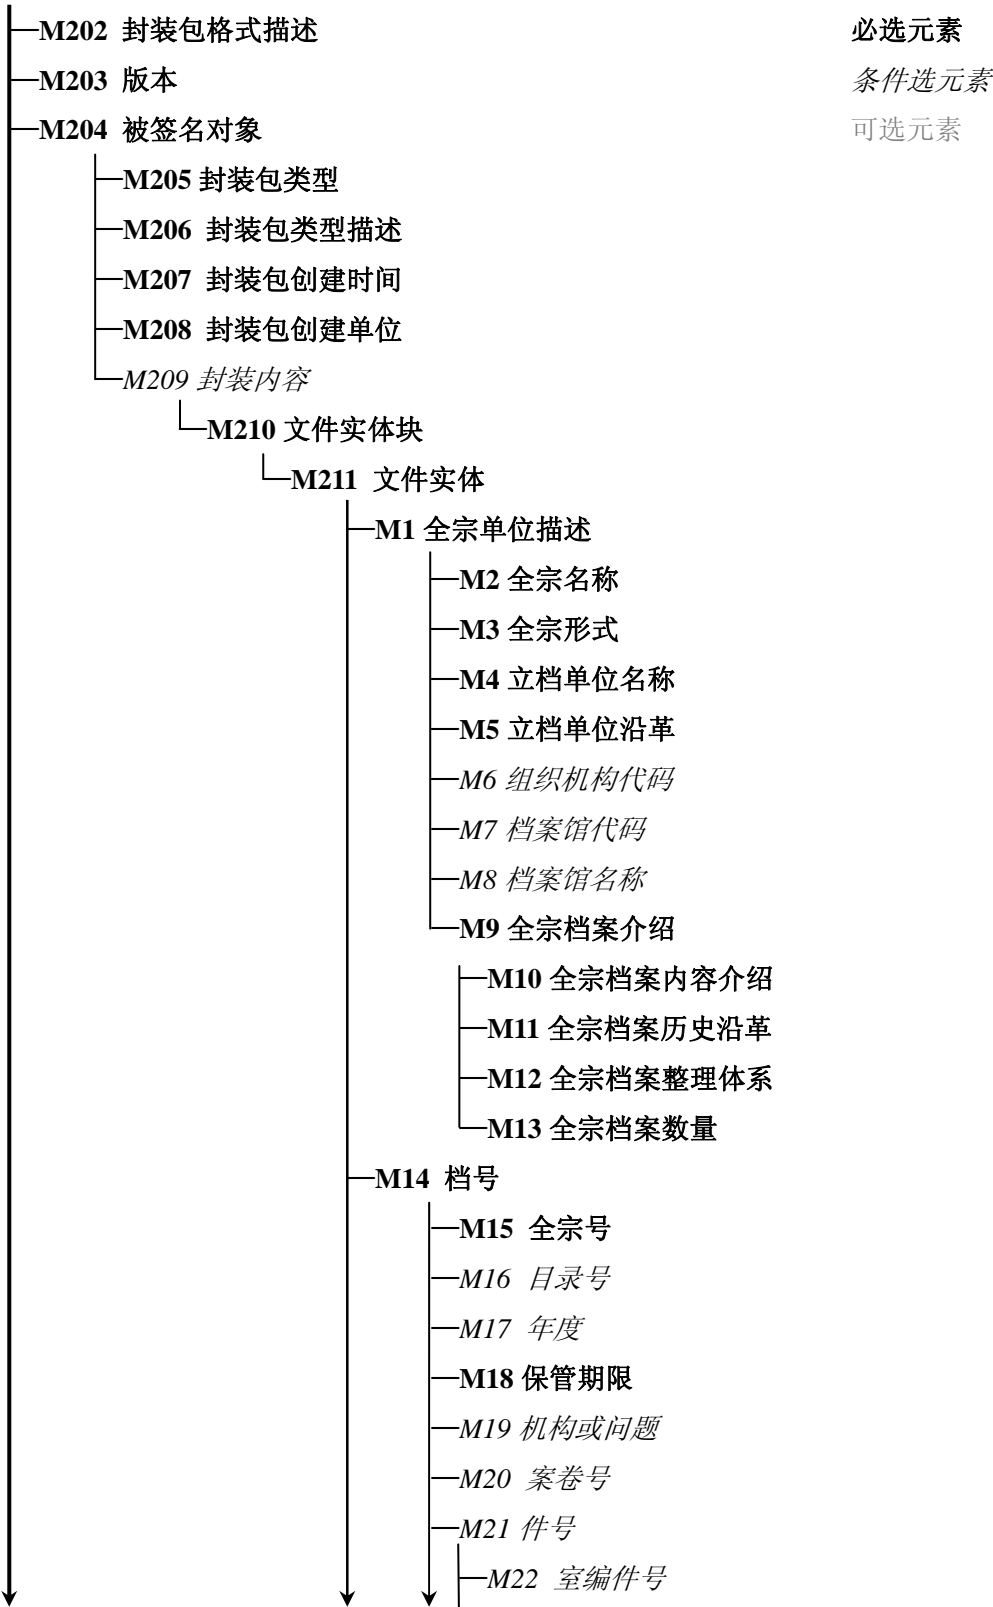 M202 封装包格式描述 必选元素
M203 版本 条件选元素
M204 被签名对象 可选元素
M205 封装包类型
M206 封装包类型描述
M207 封装包创建时间
M208 封装包创建单位
M209 封装内容
M210 文件实体块
M211 文件实体
M1 全宗单位描述
M2 全宗名称
M3 全宗形式
M4 立档单位名称
M5 立档单位沿革
M6 组织机构代码
M7 档案馆代码
M8 档案馆名称
M9 全宗档案介绍
M10 全宗档案内容介绍
M11 全宗档案历史沿革
M12 全宗档案整理体系
M13 全宗档案数量
M14 档号
M15 全宗号
M16 目录号
M17 年度
M18 保管期限
M19 机构或问题
M20 案卷号
M21 件号
M22 室编件号